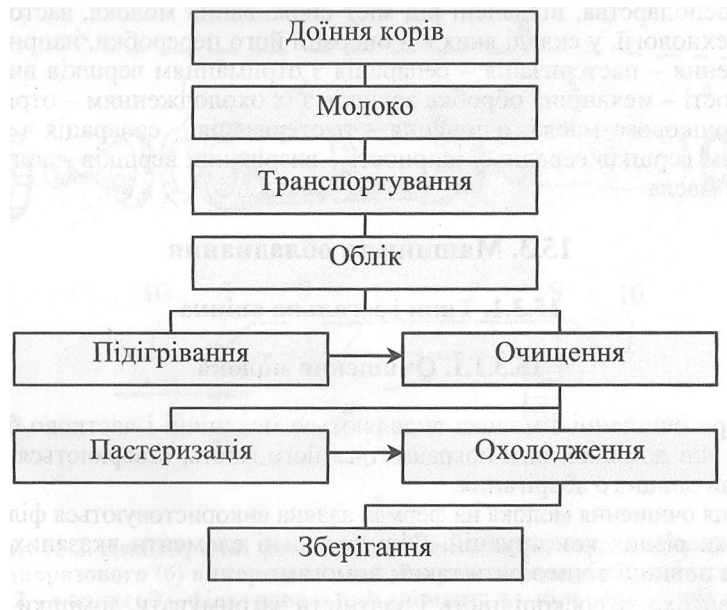 Доїння корів
Молоко
Транспортування
Облік
Підігрівання
Очищення
Пастеризація
Охолодження
Зберігання